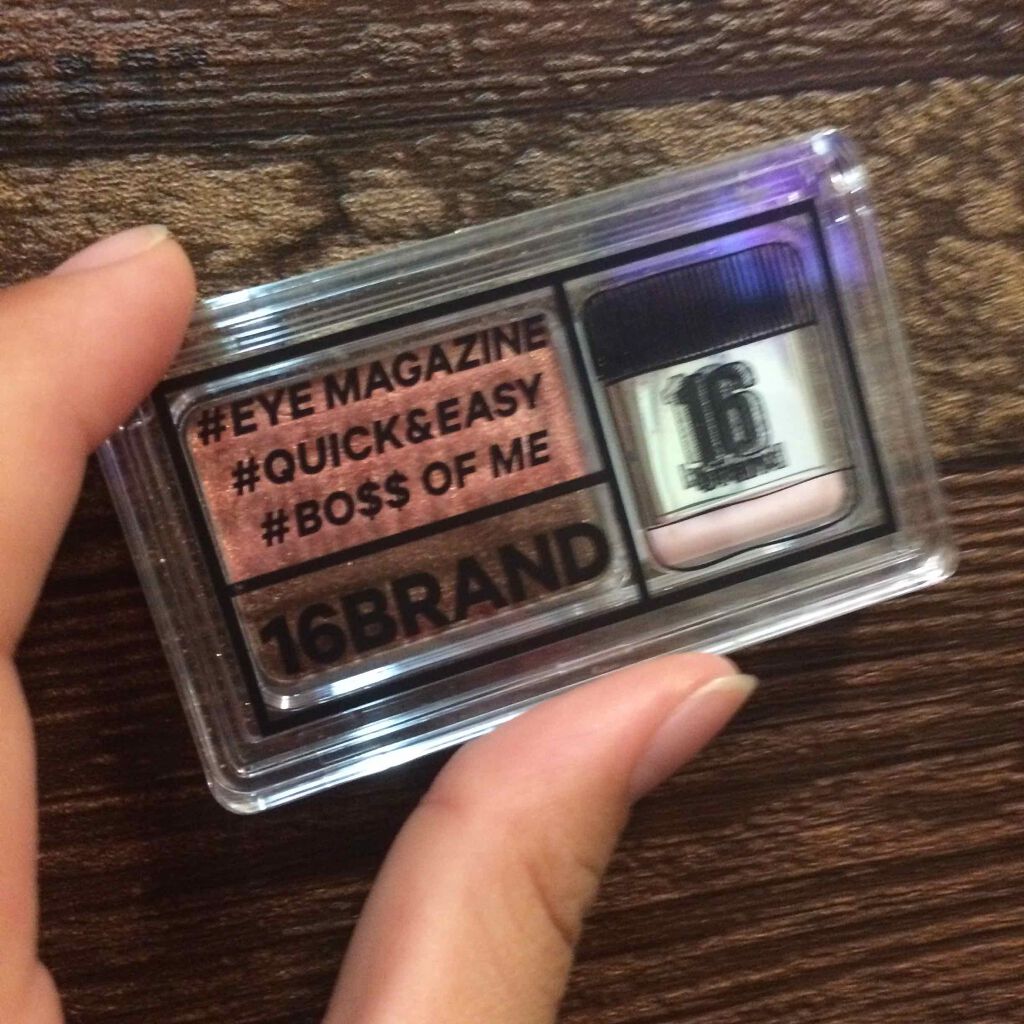 #EYE MAGAZINE
#QUICK&EASY
#BO$$ OF ME
16BRAND
16